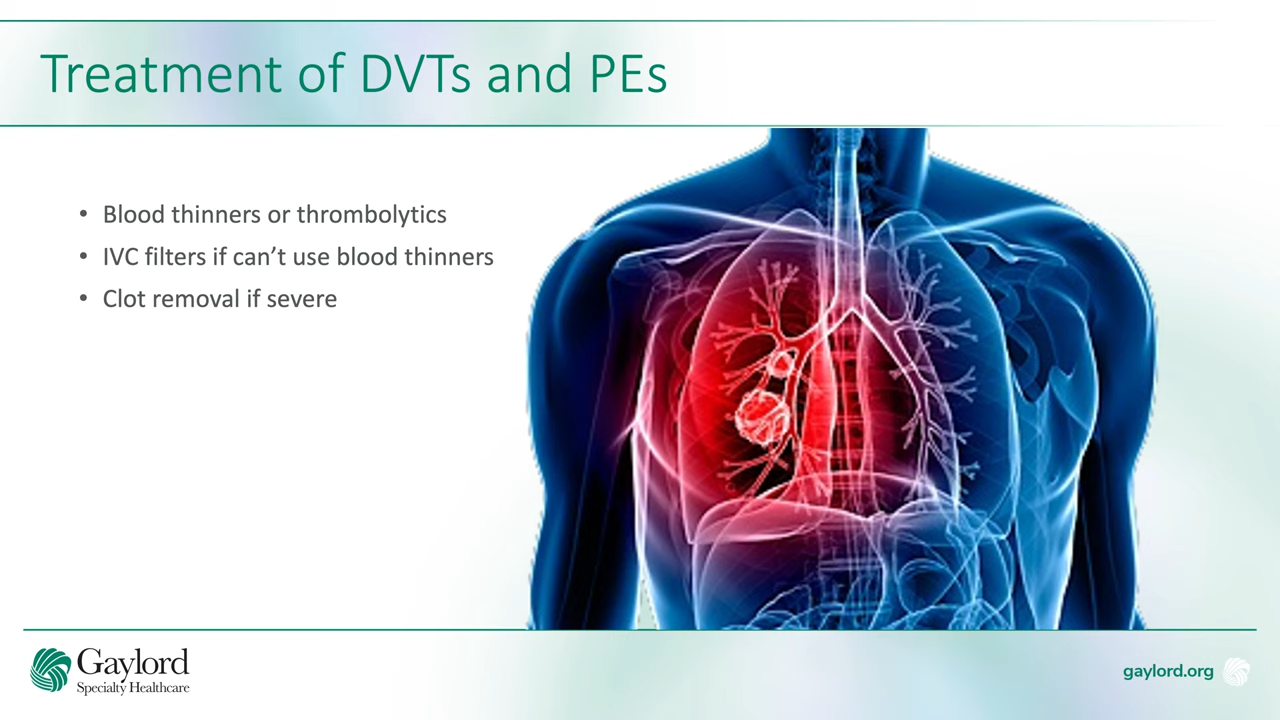 Treatment of DVTs and PEs
• Blood thinners or thrombolytics
• IVC filters if can’t use blood thinners
• Clot removal if severe
Gaylord
Specialty Healthcare
gaylord.org